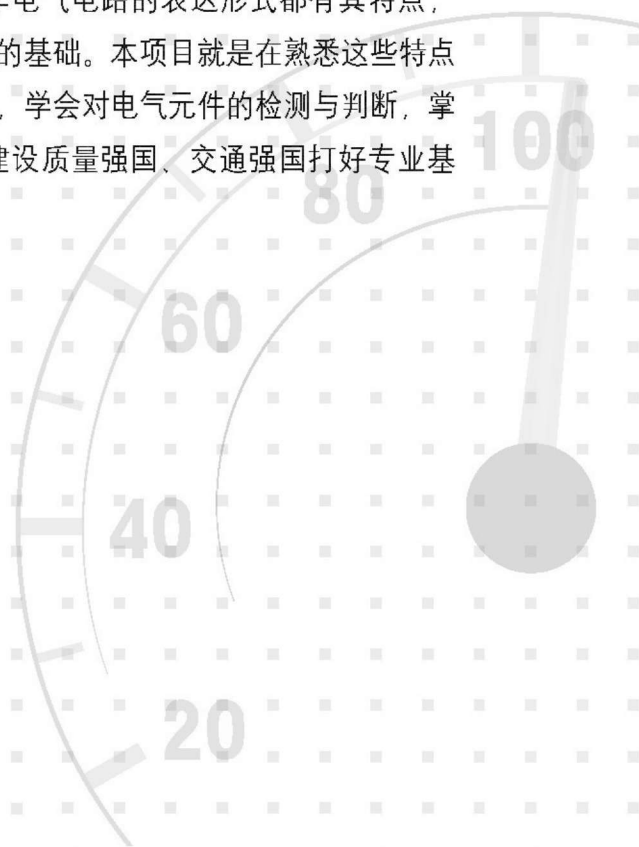 电气电路的表达形式都有其特点，
的基础。本项目就是在熟悉这些特点
，学会对电气元件的检测与判断，掌
建设质量强国、交通强国打好专业基
100
80
60
40
20